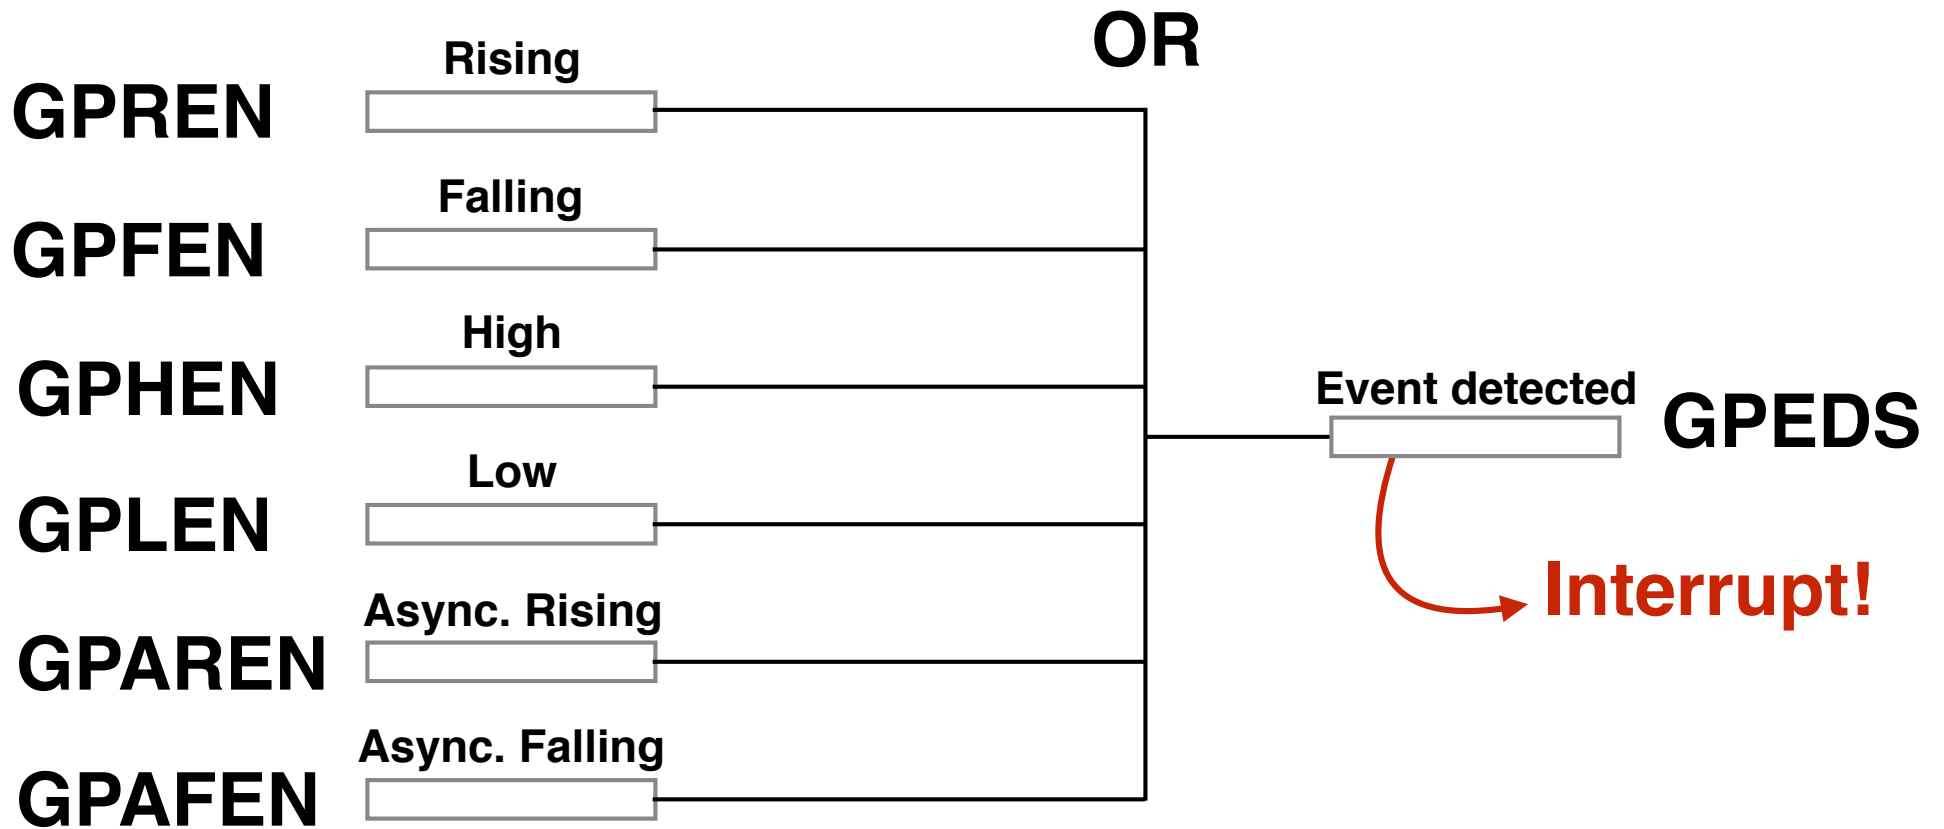 OR
Rising
GPREN
Falling
GPFEN
High
GPHEN
Event detected
GPEDS
Low
GPLEN
Interrupt!
Async. Rising
GPAREN
Async. Falling
GPAFEN